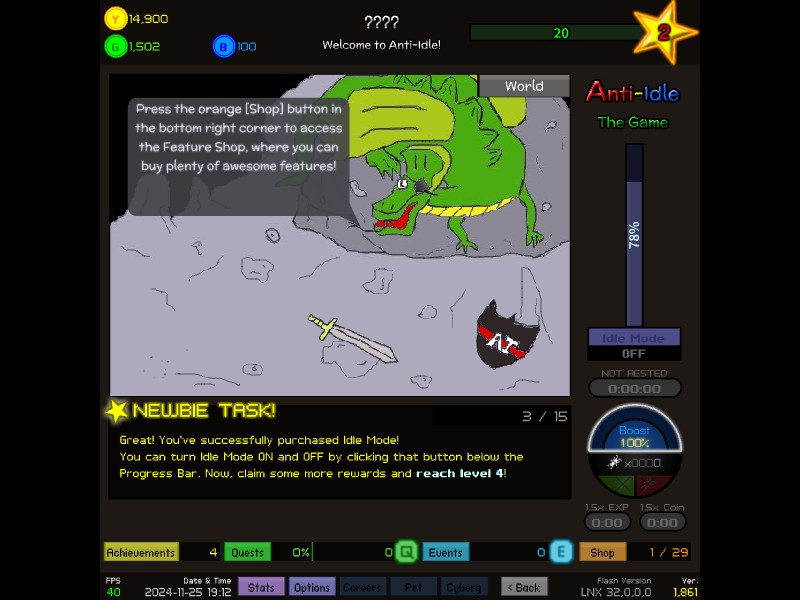 14,900
1,502
100
????
Welcome to Anti-Idle!
20
2
World
Press the orange [Shop] button in
the bottom right corner to access
the Feature Shop, where you can
buy plenty of awesome features!
AI
Anti-Idle
The Game
78%
Idle Mode
OFF
NOT RESTED
0:00:00
Boost
100%
x0000
1.5x EXP
1.5x Coin
0:00
0:00
NEWBIE TASK!
3 / 15
Great! You've successfully purchased Idle Mode!
You can turn Idle Mode ON and OFF by clicking that button below the
Progress Bar. Now, claim some more rewards and reach level 4!
Achievements
4
Quests
0%
0
Q
Events
0
E
Shop
1 / 29
FPS
40
Date & Time
2024-11-25 19:12
Stats
Options
Careers
Pet
Cyborg
< Back
Flash Version
LNX 32,0,0,0
Ver.
1,861